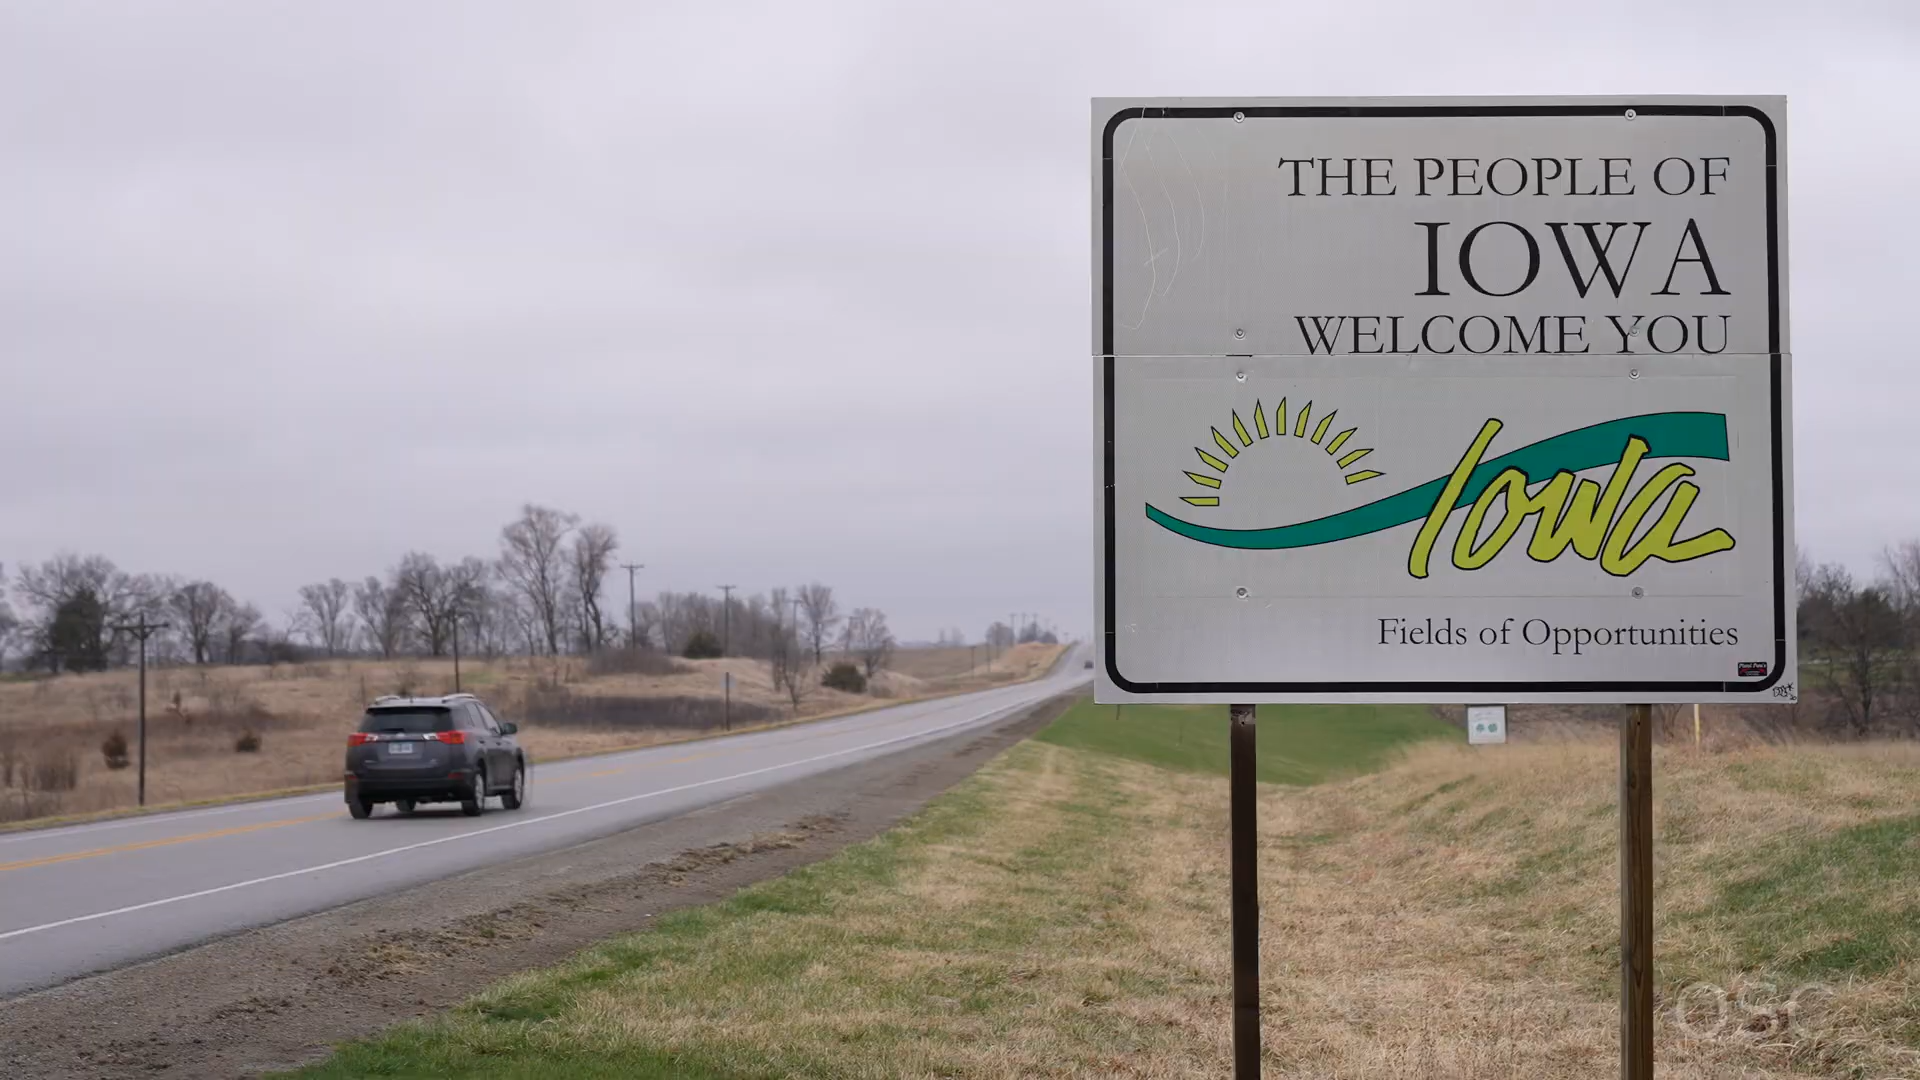 THE PEOPLE OF
IOWA
WELCOME YOU
Iowa
Fields of Opportunities
OSC